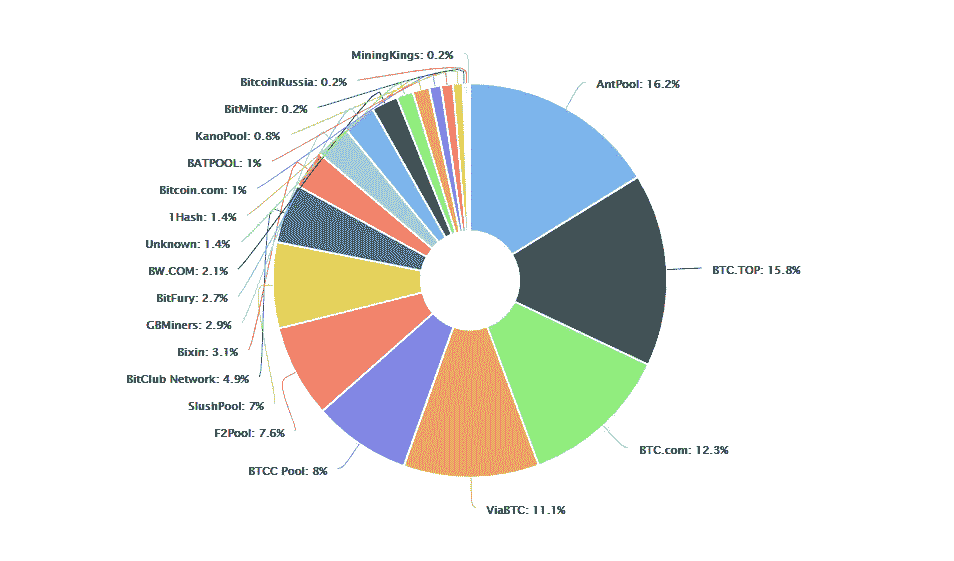 MiningKings: 0.2%
BitcoinRussia: 0.2%
AntPool 16.2%
BitMinter: 0.2%
KanoPool: 0.8%
BATPOOL: 1%
Bitcoin.com: 1%
1Hash: 1.4%
Unknown: 1.4%
BW.COM: 2.1%
BTC.TOP: 15.8%
BitFury: 2.7%
GBMiners: 2.9%
Bixin: 3.1%
BitClub Network: 4.9%
SlushPool: 7%
F2Pool: 7.6%
BTC.com: 12.3%
BTCC Pool: 8%
ViaBTC: 11.1%